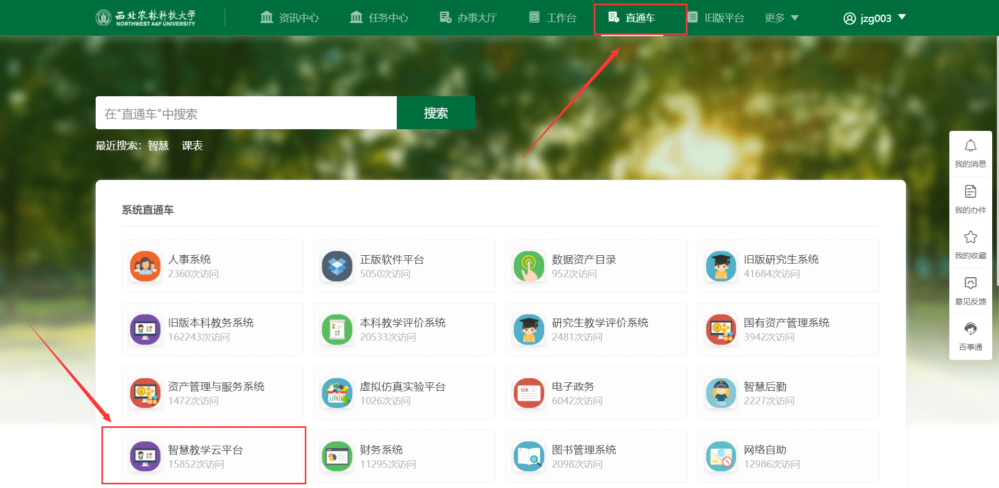 西北农林科技大学
NORTHWEST A&F UNIVERSITY
资讯中心
任务中心
办事大厅
工作台
直通车
旧版平台
更多
jzg003
在"直通车"中搜索
搜索
最近搜索：智慧 课表
我的消息
我的办件
我的收藏
意见反馈
百事通
系统直通车
人事系统
2360次访问
正版软件平台
5050次访问
数据资产目录
952次访问
旧版研究生系统
41684次访问
旧版本科教务系统
162243次访问
本科教学评价系统
20533次访问
研究生教学评价系统
2481次访问
国有资产管理系统
3942次访问
资产管理与服务系统
1472次访问
虚拟仿真实验平台
1026次访问
OA
电子政务
6042次访问
123
智慧后勤
2227次访问
智慧教学云平台
15852次访问
财务系统
11295次访问
图书管理系统
2098次访问
网络自助
12986次访问